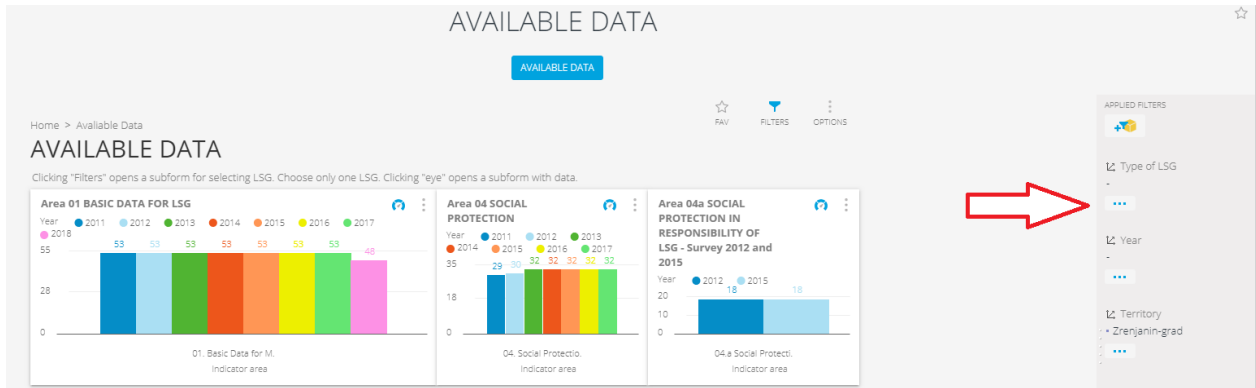 AVAILABLE DATA
AVAILABLE DATA
FAV
FILTERS
OPTIONS
Home > Avaliable Data
AVAILABLE DATA
Clicking "Filters" opens a subform for selecting LSG. Choose only one LSG. Clicking "eye" opens a subform with data.
Area 01 BASIC DATA FOR LSG
Year 2011 2012 2013 2014 2015 2016 2017
2018
55
28
0
53 53 53 53 53 53 53 48
01. Basic Data for M.
Indicator area
Area 04 SOCIAL
PROTECTION
Year 2011 2012 2013
2014 2015 2016 2017
35
18
0
29 30 32 32 32 32 32
04. Social Protectio.
Indicator area
Area 04a SOCIAL
PROTECTION IN
RESPONSIBILITY OF
LSG - Survey 2012 and
2015
Year 2012 2015
20
10
0
18 18
04.a Social Protecti.
Indicator area
APPLIED FILTERS
Type of LSG
-
...
Year
-
...
Territory
• Zrenjanin-grad
...